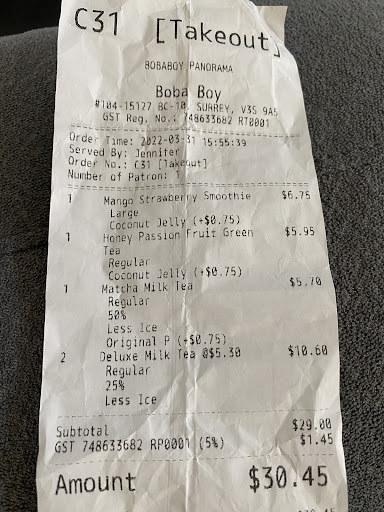 C31 [Takeout]
BOBABOY PANORAMA
Boba Boy
#104-15127 BC-10, SURREY, V3S 9A5
GST Reg. No.: 748633682 RT0001
Order Time: 2022-03-31 15:55:39
Served By: Jennifer
Order No.: C31 [Takeout]
Number of Patron: 1
1 Mango Strawberry Smoothie $6.75
Large
Coconut Jelly (+$0.75)
1 Honey Passion Fruit Green $5.95
Tea
Regular
Coconut Jelly (+$0.75)
1 Matcha Milk Tea $5.70
Regular
50%
Less Ice
Original P (+$0.75)
2 Deluxe Milk Tea @$5.30 $10.60
Regular
25%
Less Ice
Subtotal $29.00
GST 748633682 RP0001 (5%) $1.45
Amount $30.45